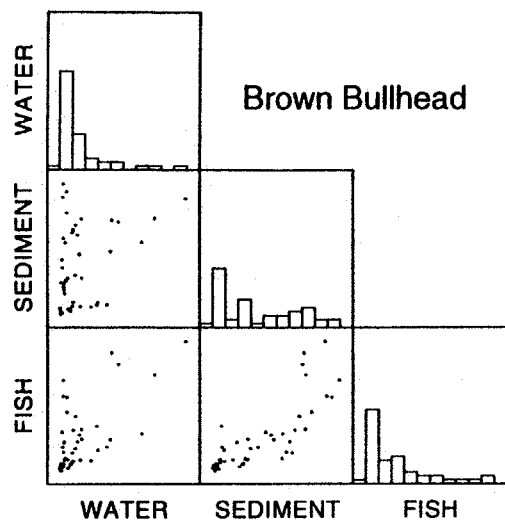 WATER
Brown Bullhead
SEDIMENT
FISH
WATER SEDIMENT FISH